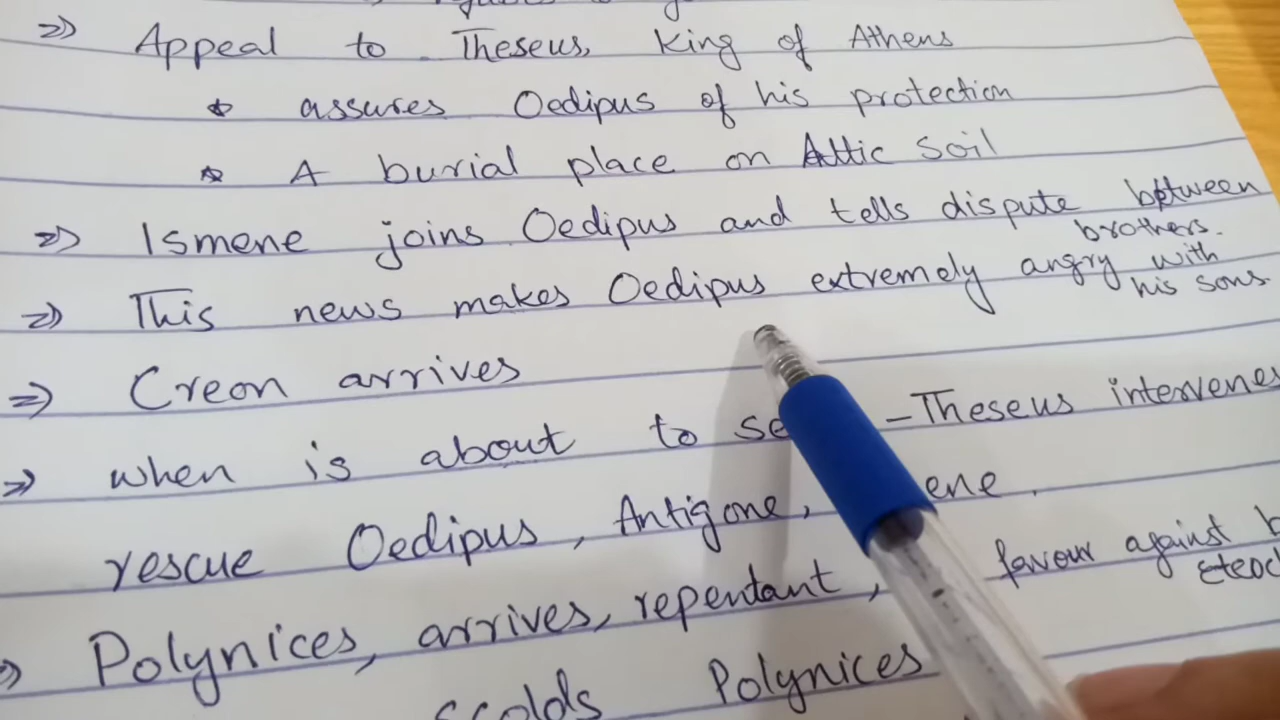 => Appeal to Theseus, King of Athens
* assures Oedipus of his protection
* A burial place on Attic soil
=> Ismene joins Oedipus and tells dispute between
brothers.
=> This news makes Oedipus extremely angry with
his sons.
=> Creon arrives
=> when is about to se - Theseus intervenes
rescue Oedipus, Antigone, ene.
=> Polynices, arrives, repentant, favour against
scolds Polynices